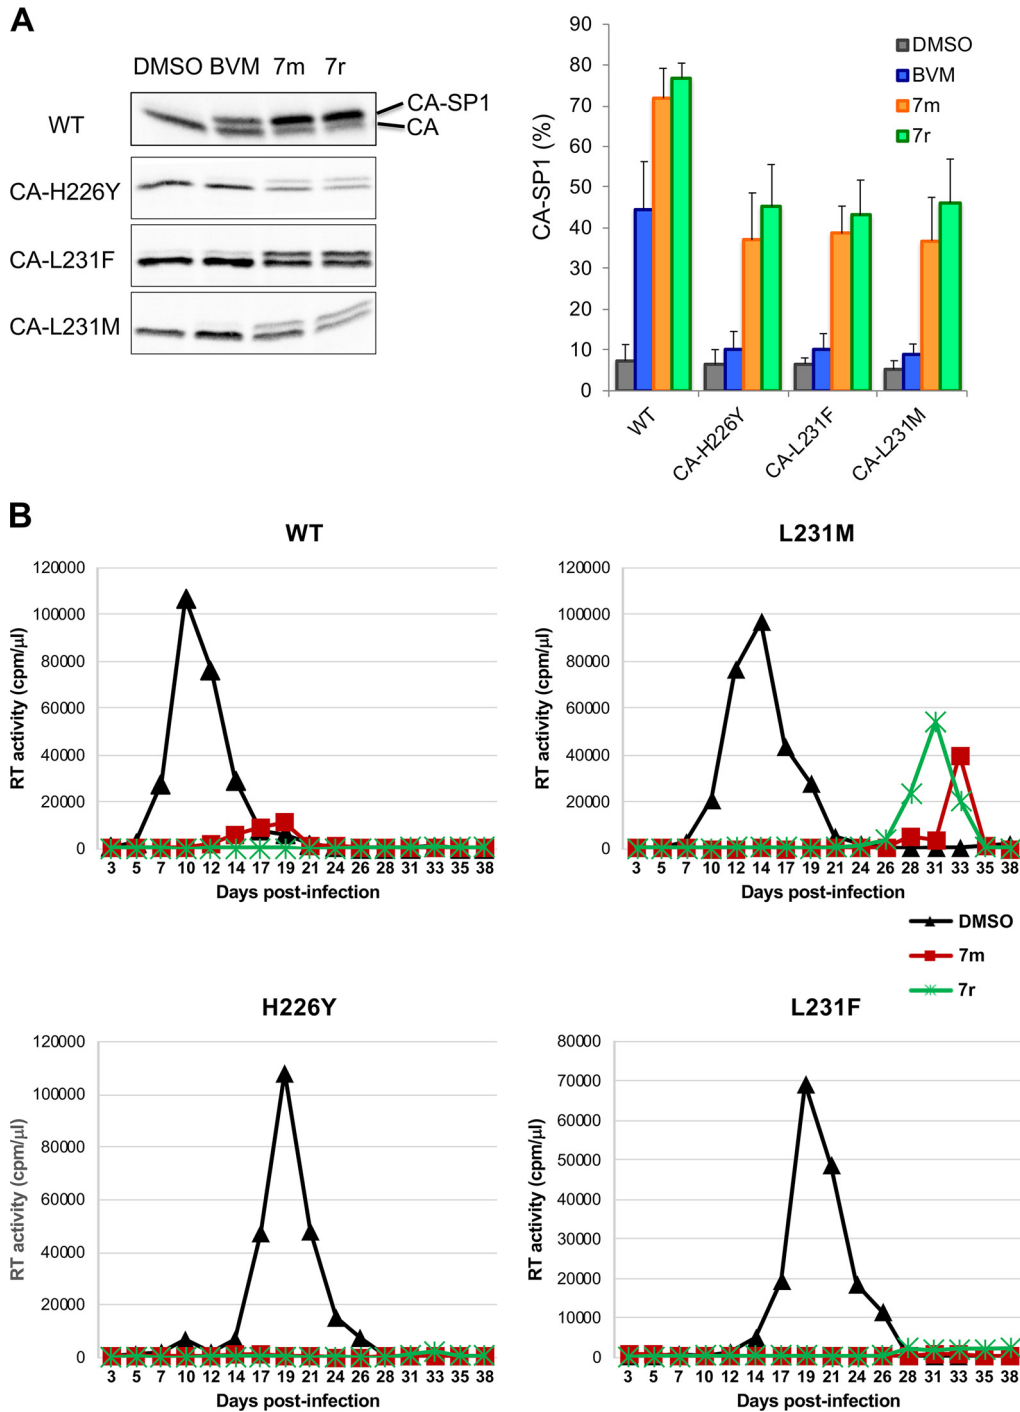 A
DMSO BVM 7m 7r
WT
CA-SP1
CA
CA-H226Y
CA-L231F
CA-L231M
CA-SP1 (%)
90
80
70
60
50
40
30
20
10
0
DMSO
BVM
7m
7r
WT
CA-H226Y
CA-L231F
CA-L231M
B
WT
RT activity (cpm/µl)
120000
100000
80000
60000
40000
20000
0
3 5 7 10 12 14 17 19 21 24 26 28 31 33 35 38
Days post-infection
L231M
RT activity (cpm/µl)
120000
100000
80000
60000
40000
20000
0
3 5 7 10 12 14 17 19 21 24 26 28 31 33 35 38
Days post-infection
DMSO
7m
7r
H226Y
RT activity (cpm/µl)
120000
100000
80000
60000
40000
20000
0
3 5 7 10 12 14 17 19 21 24 26 28 31 33 35 38
Days post-infection
L231F
RT activity (cpm/µl)
80000
70000
60000
50000
40000
30000
20000
10000
0
3 5 7 10 12 14 17 19 21 24 26 28 31 33 35 38
Days post-infection